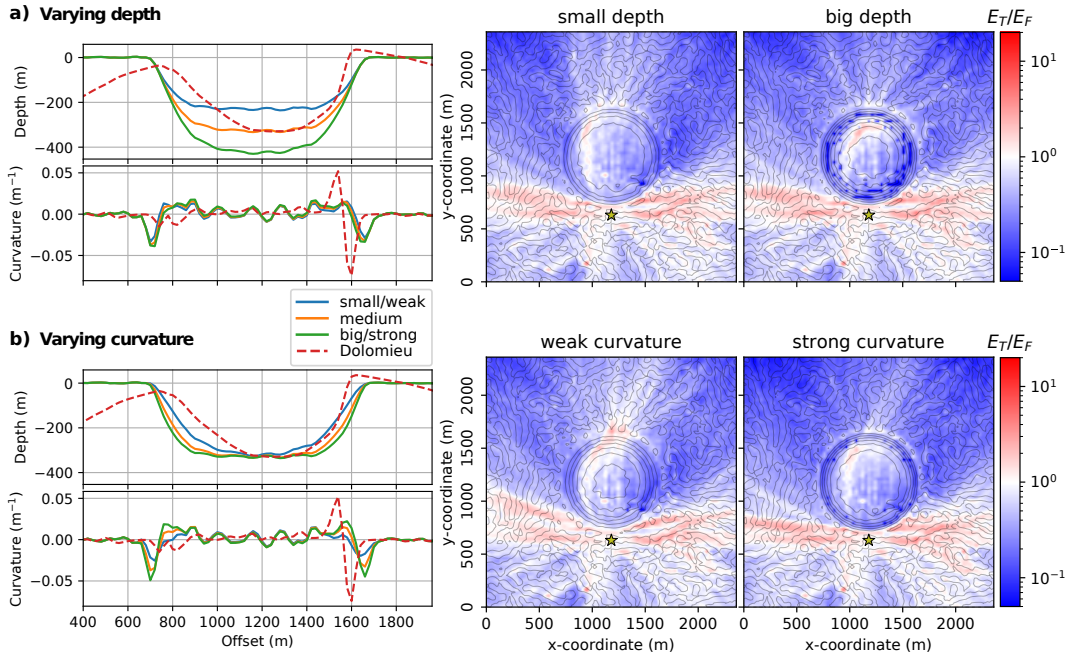 a) Varying depth
small depth
big depth
E_T/E_F
Depth (m)
0
−200
−400
Curvature (m⁻¹)
0.05
0.00
−0.05
y-coordinate (m)
2000
1500
1000
500
0
10¹
10⁰
10⁻¹
small/weak
medium
big/strong
Dolomieu
b) Varying curvature
weak curvature
strong curvature
E_T/E_F
Depth (m)
0
−200
−400
Curvature (m⁻¹)
0.05
0.00
−0.05
400 600 800 1000 1200 1400 1600 1800
Offset (m)
y-coordinate (m)
2000
1500
1000
500
0
0 500 1000 1500 2000
x-coordinate (m)
0 500 1000 1500 2000
x-coordinate (m)
10¹
10⁰
10⁻¹